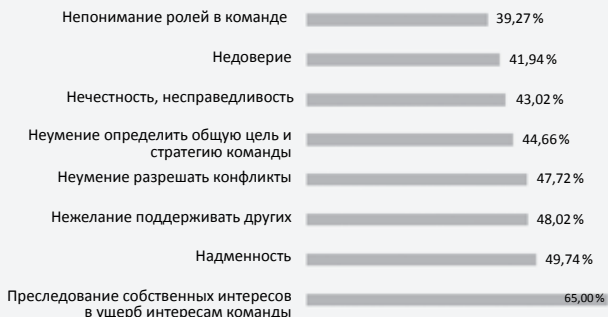 Непонимание ролей в команде
39,27%
Недоверие
41,94%
Нечестность, несправедливость
43,02%
Неумение определить общую цель и
стратегию команды
44,66%
Неумение разрешать конфликты
47,72%
Нежелание поддерживать других
48,02%
Надменность
49,74%
Преследование собственных интересов
в ущерб интересам команды
65,00%